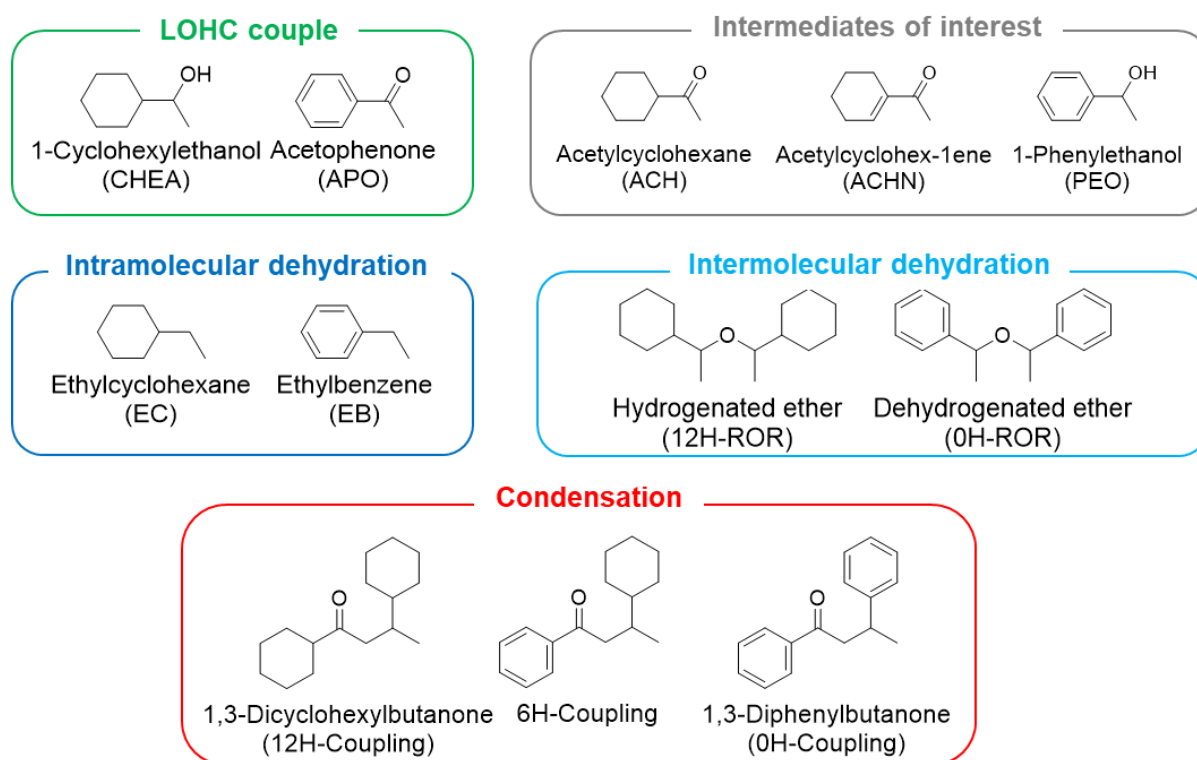 LOHC couple
OH
O
1-Cyclohexylethanol Acetophenone
(CHEA) (APO)
Intermediates of interest
O
O
OH
Acetylcyclohexane Acetylcyclohex-1ene 1-Phenylethanol
(ACH) (ACHN) (PEO)
Intramolecular dehydration
Ethylcyclohexane Ethylbenzene
(EC) (EB)
Intermolecular dehydration
O
O
Hydrogenated ether Dehydrogenated ether
(12H-ROR) (0H-ROR)
Condensation
O
O
O
1,3-Dicyclohexylbutanone 6H-Coupling 1,3-Diphenylbutanone
(12H-Coupling) (0H-Coupling)